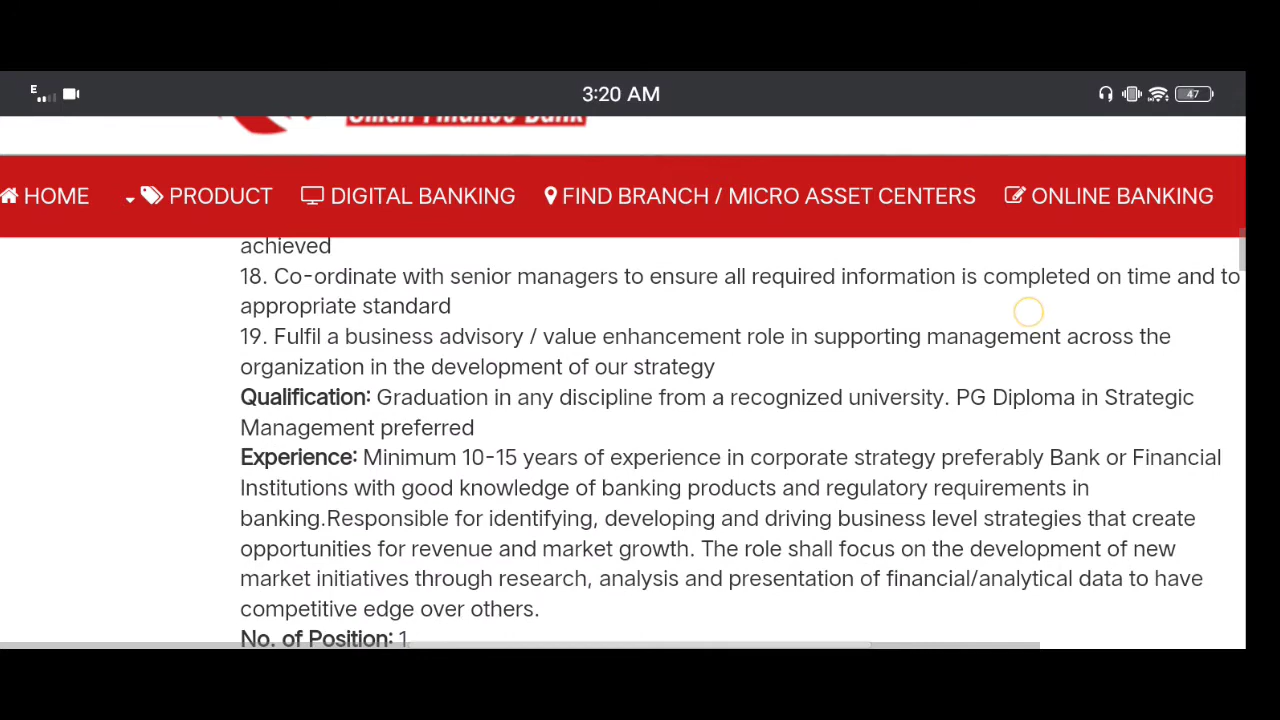 E
3:20 AM
47
Small Finance Bank
HOME PRODUCT DIGITAL BANKING FIND BRANCH / MICRO ASSET CENTERS ONLINE BANKING
achieved
18. Co-ordinate with senior managers to ensure all required information is completed on time and to
appropriate standard
19. Fulfil a business advisory / value enhancement role in supporting management across the
organization in the development of our strategy
Qualification: Graduation in any discipline from a recognized university. PG Diploma in Strategic
Management preferred
Experience: Minimum 10-15 years of experience in corporate strategy preferably Bank or Financial
Institutions with good knowledge of banking products and regulatory requirements in
banking.Responsible for identifying, developing and driving business level strategies that create
opportunities for revenue and market growth. The role shall focus on the development of new
market initiatives through research, analysis and presentation of financial/analytical data to have
competitive edge over others.
No. of Position: 1